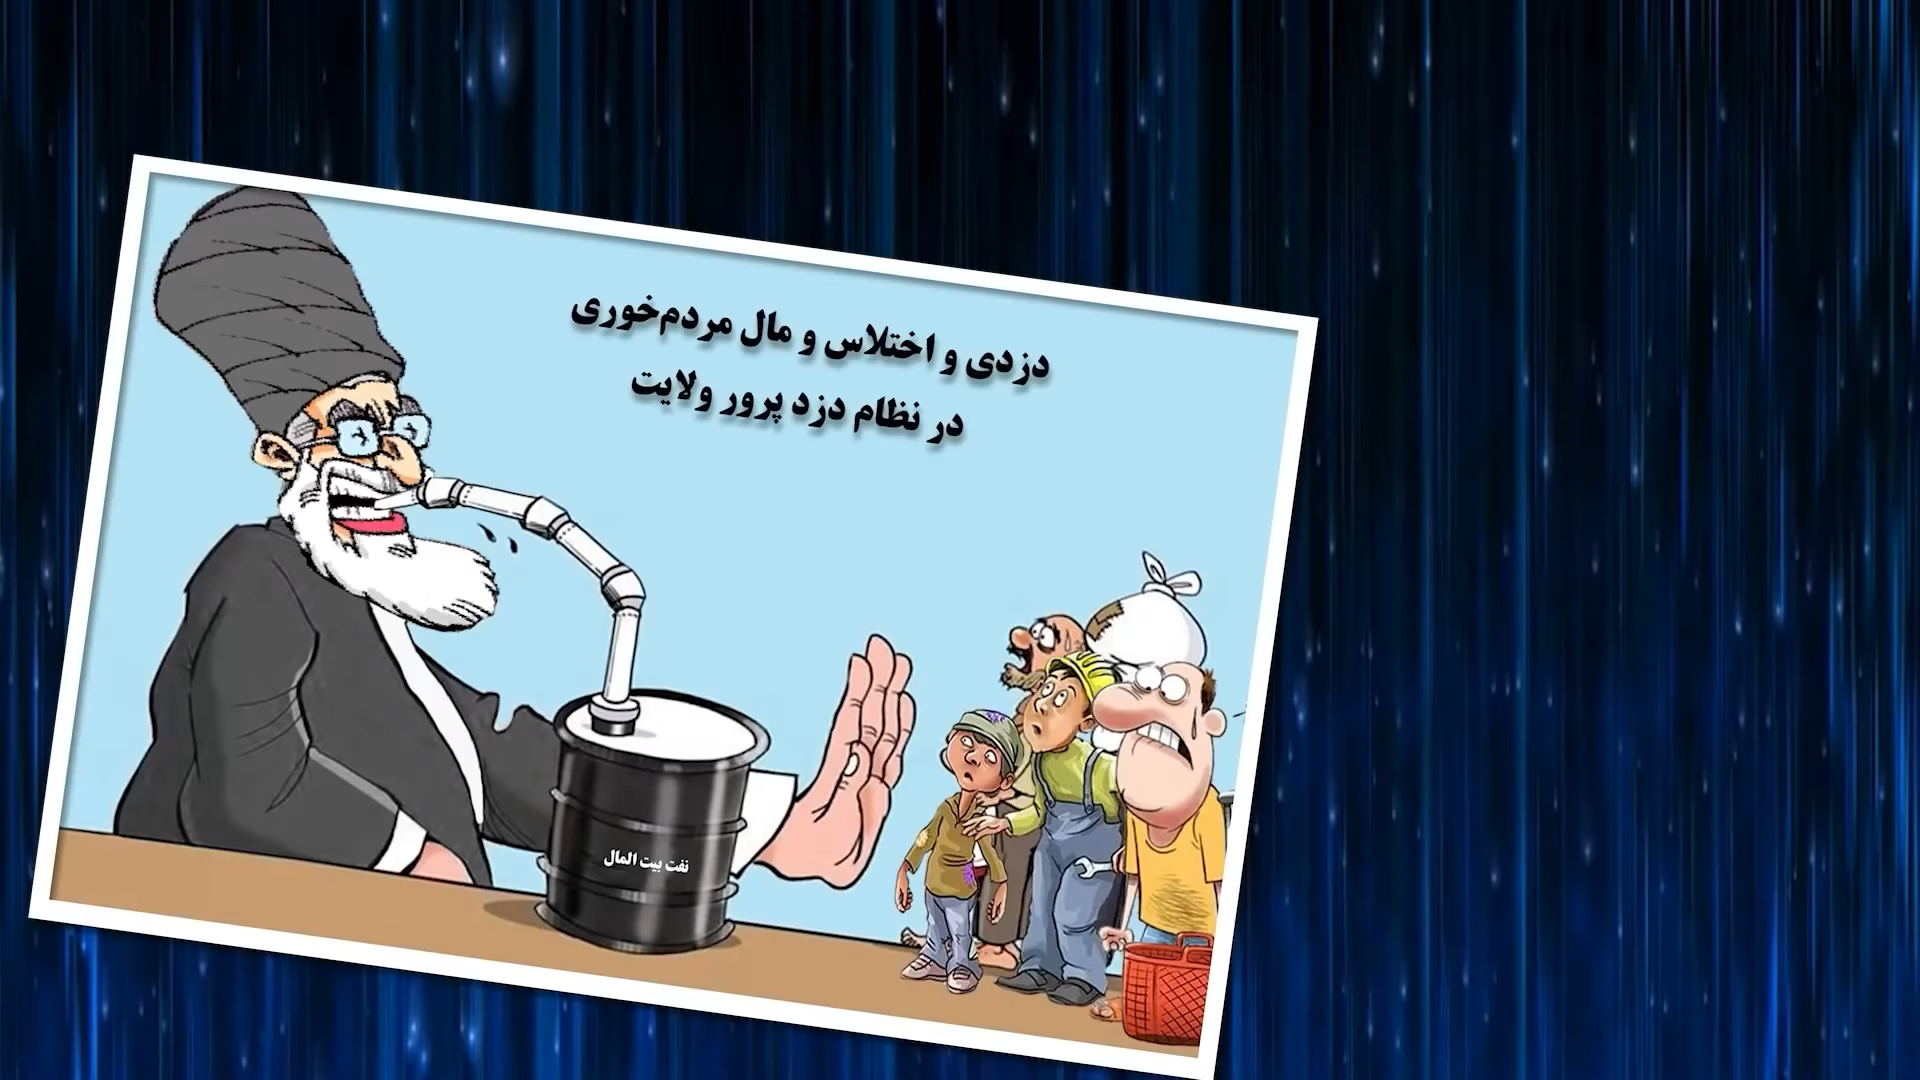 دزدی و اختلاس و مال مردم‌خوری
در نظام دزد پرور ولایت
نفت بیت المال